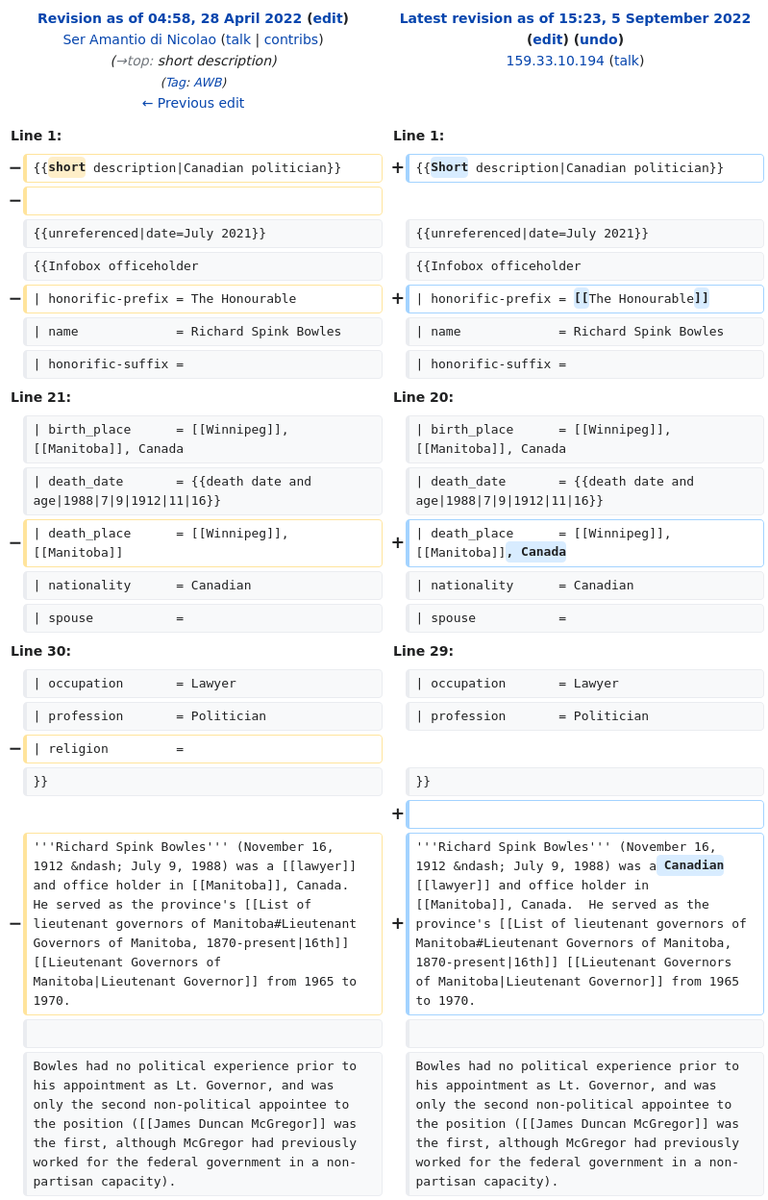 Revision as of 04:58, 28 April 2022 (edit)
Ser Amantio di Nicolao (talk | contribs)
(→top: short description)
(Tag: AWB)
← Previous edit
Latest revision as of 15:23, 5 September 2022
(edit) (undo)
159.33.10.194 (talk)
Line 1:
Line 1:
− {{short description|Canadian politician}}
+ {{Short description|Canadian politician}}
−
{{unreferenced|date=July 2021}}
{{unreferenced|date=July 2021}}
{{Infobox officeholder
{{Infobox officeholder
− | honorific-prefix = The Honourable
+ | honorific-prefix = [[The Honourable]]
| name             = Richard Spink Bowles
| name             = Richard Spink Bowles
| honorific-suffix =
| honorific-suffix =
Line 21:
Line 20:
| birth_place      = [[Winnipeg]],
[[Manitoba]], Canada
| birth_place      = [[Winnipeg]],
[[Manitoba]], Canada
| death_date       = {{death date and
age|1988|7|9|1912|11|16}}
| death_date       = {{death date and
age|1988|7|9|1912|11|16}}
− | death_place      = [[Winnipeg]],
[[Manitoba]]
+ | death_place      = [[Winnipeg]],
[[Manitoba]], Canada
| nationality      = Canadian
| nationality      = Canadian
| spouse           =
| spouse           =
Line 30:
Line 29:
| occupation       = Lawyer
| occupation       = Lawyer
| profession       = Politician
| profession       = Politician
− | religion         =
}}
}}
+
− '''Richard Spink Bowles''' (November 16,
1912 &ndash; July 9, 1988) was a [[lawyer]]
and office holder in [[Manitoba]], Canada.
He served as the province's [[List of
lieutenant governors of Manitoba#Lieutenant
Governors of Manitoba, 1870-present|16th]]
[[Lieutenant Governors of
Manitoba|Lieutenant Governor]] from 1965 to
1970.
+ '''Richard Spink Bowles''' (November 16,
1912 &ndash; July 9, 1988) was a Canadian
[[lawyer]] and office holder in
[[Manitoba]], Canada.  He served as the
province's [[List of lieutenant governors of
Manitoba#Lieutenant Governors of Manitoba,
1870-present|16th]] [[Lieutenant Governors
of Manitoba|Lieutenant Governor]] from 1965
to 1970.
Bowles had no political experience prior to
his appointment as Lt. Governor, and was
only the second non-political appointee to
the position ([[James Duncan McGregor]] was
the first, although McGregor had previously
worked for the federal government in a non-
partisan capacity).
Bowles had no political experience prior to
his appointment as Lt. Governor, and was
only the second non-political appointee to
the position ([[James Duncan McGregor]] was
the first, although McGregor had previously
worked for the federal government in a non-
partisan capacity).